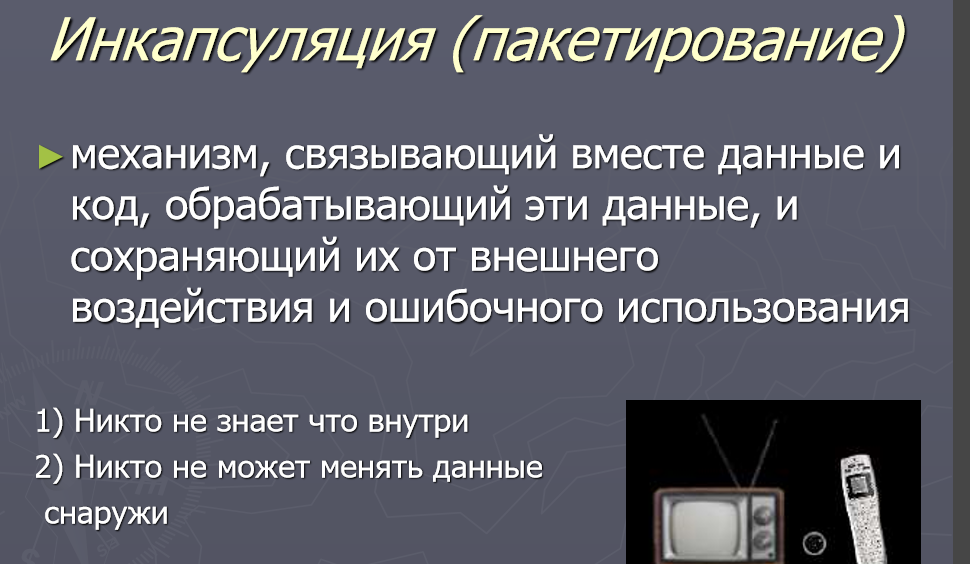 Инкапсуляция (пакетирование)
механизм, связывающий вместе данные и
код, обрабатывающий эти данные, и
сохраняющий их от внешнего
воздействия и ошибочного использования
1) Никто не знает что внутри
2) Никто не может менять данные
снаружи